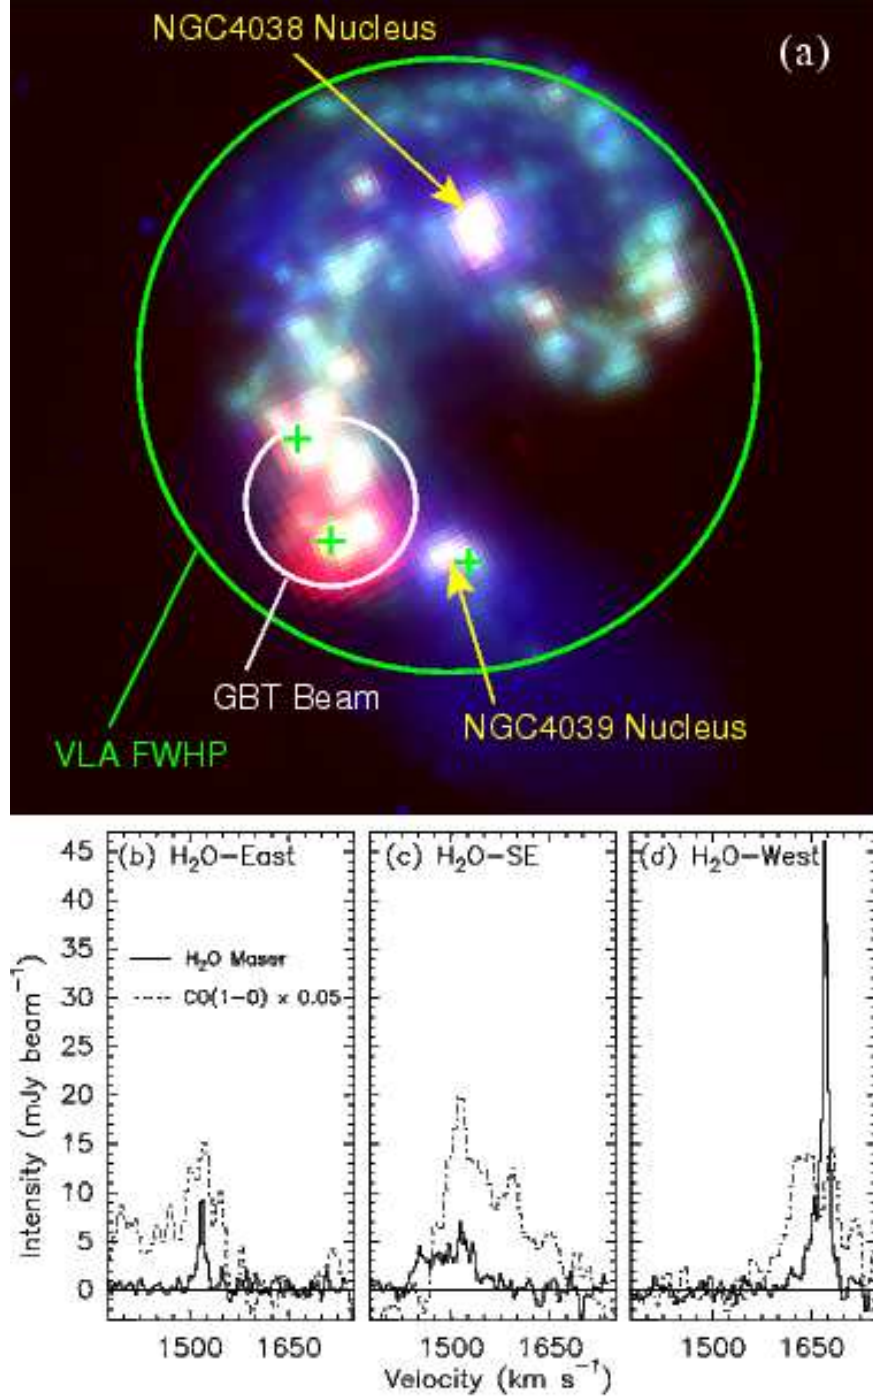 NGC4038 Nucleus
(a)
GBT Beam
NGC4039 Nucleus
VLA FWHP
(b) H₂O-East
(c) H₂O-SE
(d) H₂O-West
H₂O Maser
CO(1-0) × 0.05
Intensity (mJy beam⁻¹)
45
40
35
30
25
20
15
10
5
0
1500 1650 1500 1650 1500 1650
Velocity (km s⁻¹)